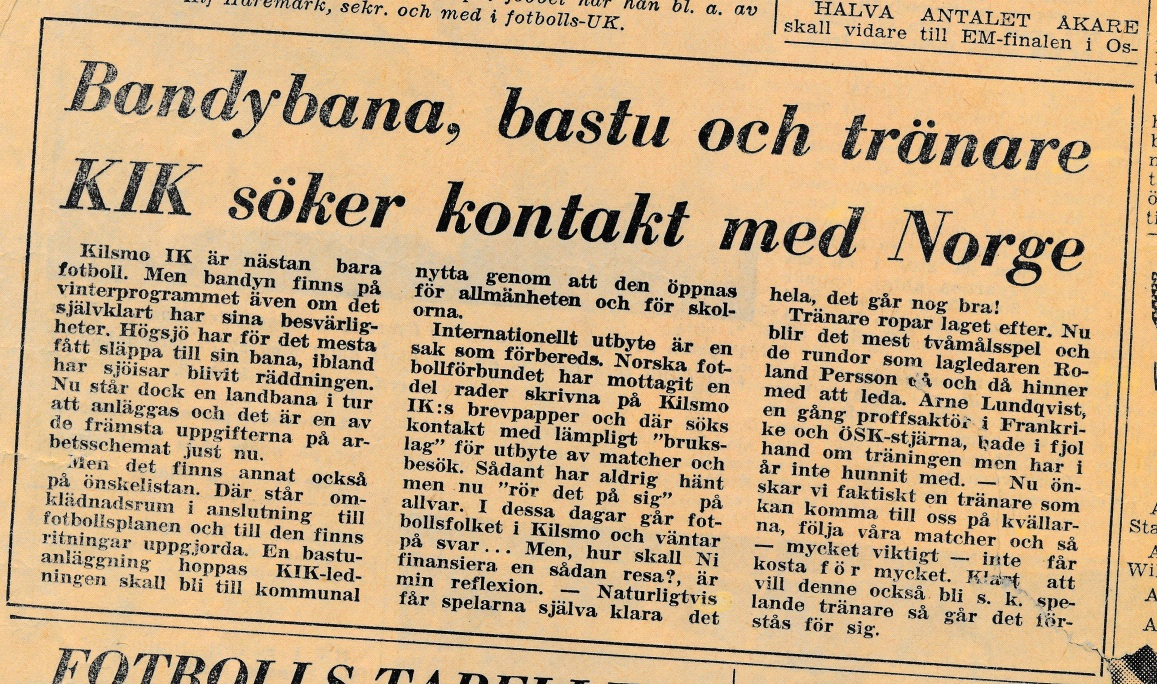 sekr. och med i fotbolls-UK.
HALVA ANTALET ÅKARE
skall vidare till EM-finalen i Os-
Bandybana, bastu och tränare
KIK söker kontakt med Norge
Kilsmo IK är nästan bara
fotboll. Men bandyn finns på
vinterprogrammet även om det
självklart har sina besvärlig-
heter. Högsjö har för det mesta
fått släppa till sin bana, ibland
har sjöisar blivit räddningen.
Nu står dock en landbana i tur
att anläggas och det är en av
de främsta uppgifterna på ar-
betsschemat just nu.
Men det finns annat också
på önskelistan. Där står om-
klädnadsrum i anslutning till
fotbollsplanen och till den finns
ritningar uppgjorda. En bastu-
anläggning hoppas KIK-led-
ningen skall bli till kommunal
nytta genom att den öppnas
för allmänheten och för skol-
orna.
Internationellt utbyte är en
sak som förbereds. Norska fot-
bollförbundet har mottagit en
del rader skrivna på Kilsmo
IK:s brevpapper och där söks
kontakt med lämpligt "bruks-
lag" för utbyte av matcher och
besök. Sådant har aldrig hänt
men nu "rör det på sig" på
allvar. I dessa dagar går fot-
bollsfolket i Kilsmo och väntar
på svar... Men, hur skall Ni
finansiera en sådan resa?, är
min reflexion. — Naturligtvis
får spelarna själva klara det
hela, det går nog bra!
Tränare ropar laget efter. Nu
blir det mest tvåmålsspel och
de rundor som lagledaren Ro-
land Persson då och då hinner
med att leda. Arne Lundqvist,
en gång proffsaktör i Frankri-
ke och ÖSK-stjärna, hade i fjol
hand om träningen men har i
år inte hunnit med. — Nu ön-
skar vi faktiskt en tränare som
kan komma till oss på kvällar-
na, följa våra matcher och så
— mycket viktigt — inte får
kosta för mycket. Klart att
vill denne också bli s. k. spe-
lande tränare så går det för-
stås för sig.